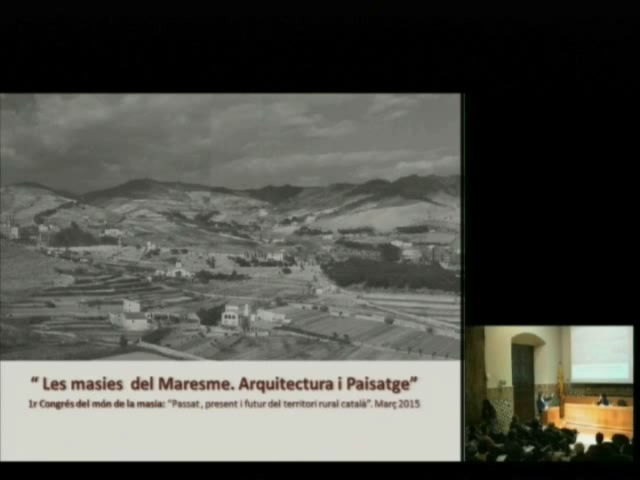 “ Les masies del Maresme. Arquitectura i Paisatge”
1r Congrés del món de la masia: “Passat, present i futur del territori rural català”. Març 2015